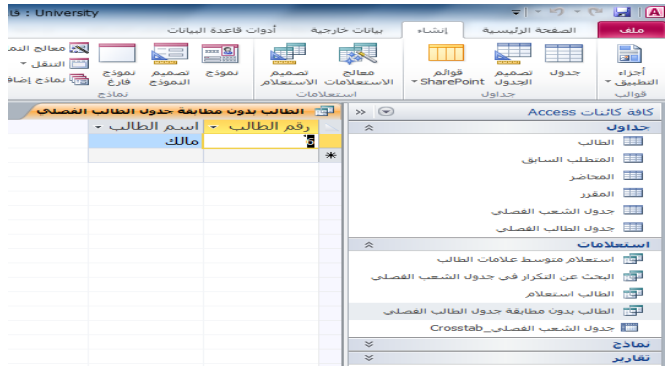 University : قا
ملف
الصفحة الرئيسية
إنشاء
بيانات خارجية
أدوات قاعدة البيانات
أجزاء التطبيق
جدول
تصميم الجدول
قوائم SharePoint
معالج الاستعلامات
تصميم الاستعلام
نموذج
تصميم النموذج
نموذج فارغ
معالج النم
التنقل
نماذج إضاف
قوالب
جداول
استعلامات
نماذج
كافة كائنات Access
جداول
الطالب
المتطلب السابق
المحاضر
المقرر
جدول الشعب الفصلي
جدول الطالب الفصلي
استعلامات
استعلام متوسط علامات الطالب
البحث عن التكرار في جدول الشعب الفصلي
الطالب استعلام
الطالب بدون مطابقة جدول الطالب الفصلي
جدول الشعب الفصلي_Crosstab
نماذج
تقارير
الطالب بدون مطابقة جدول الطالب الفصلي
رقم الطالب
اسم الطالب
6
مالك